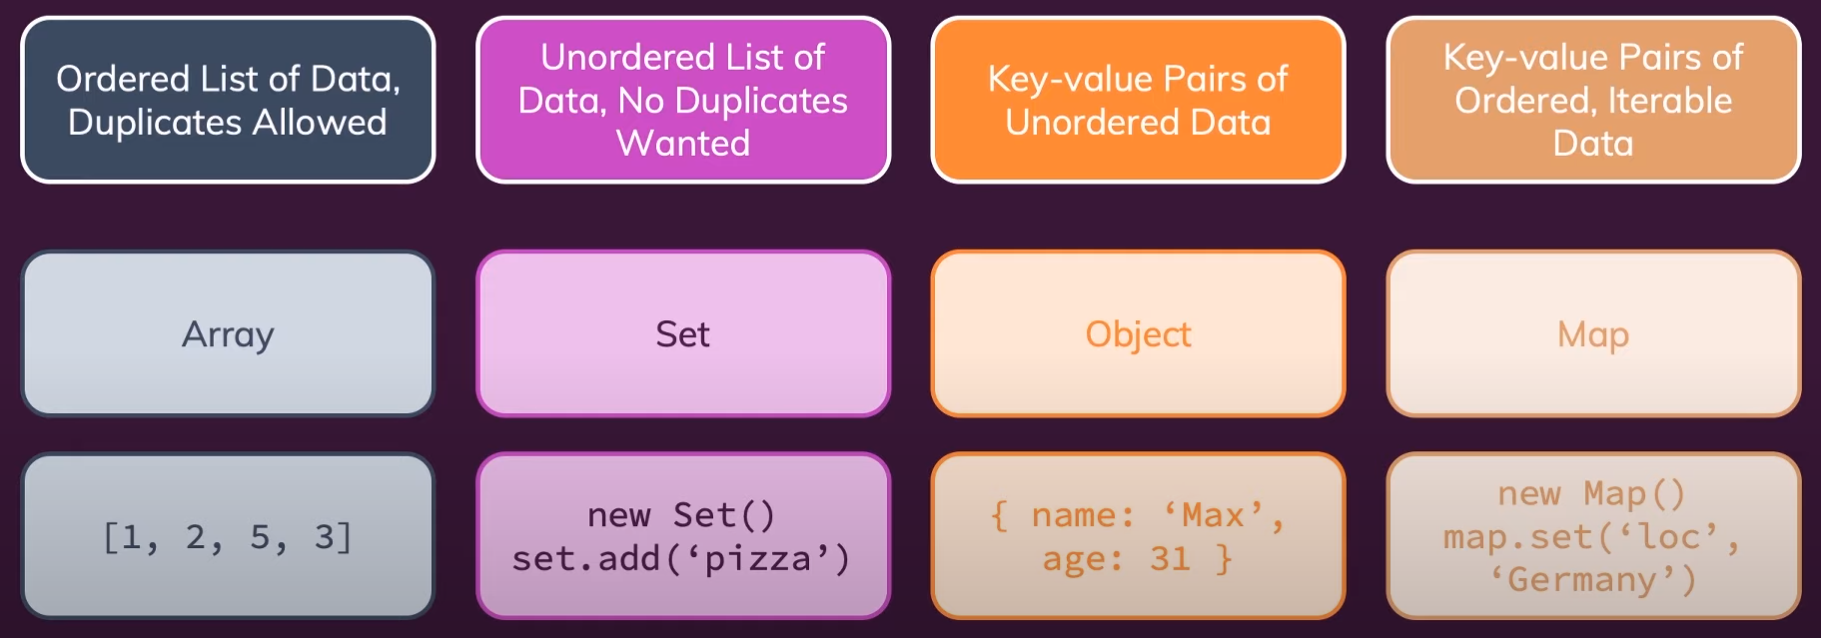 Ordered List of Data,
Duplicates Allowed
Unordered List of
Data, No Duplicates
Wanted
Key-value Pairs of
Unordered Data
Key-value Pairs of
Ordered, Iterable
Data
Array
Set
Object
Map
[1, 2, 5, 3]
new Set()
set.add(‘pizza’)
{ name: ‘Max’,
age: 31 }
new Map()
map.set(‘loc’,
‘Germany’)